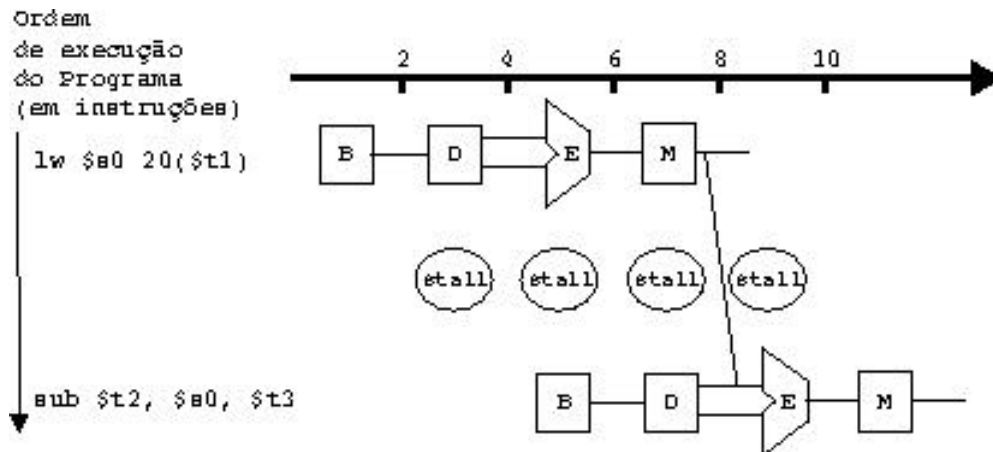 Ordem
de execução
do Programa
(em instruções)
2 4 6 8 10
lw $s0 20($t1)
B D E M
stall stall stall stall
sub $t2, $s0, $t3
B D E M